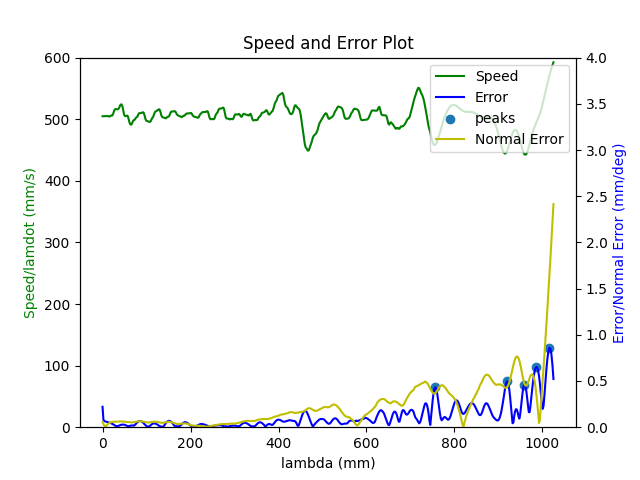 Speed and Error Plot
600
500
400
300
200
100
0
Speed/lamdot (mm/s)
4.0
3.5
3.0
2.5
2.0
1.5
1.0
0.5
0.0
Error/Normal Error (mm/deg)
Speed
Error
peaks
Normal Error
0
200
400
600
800
1000
lambda (mm)